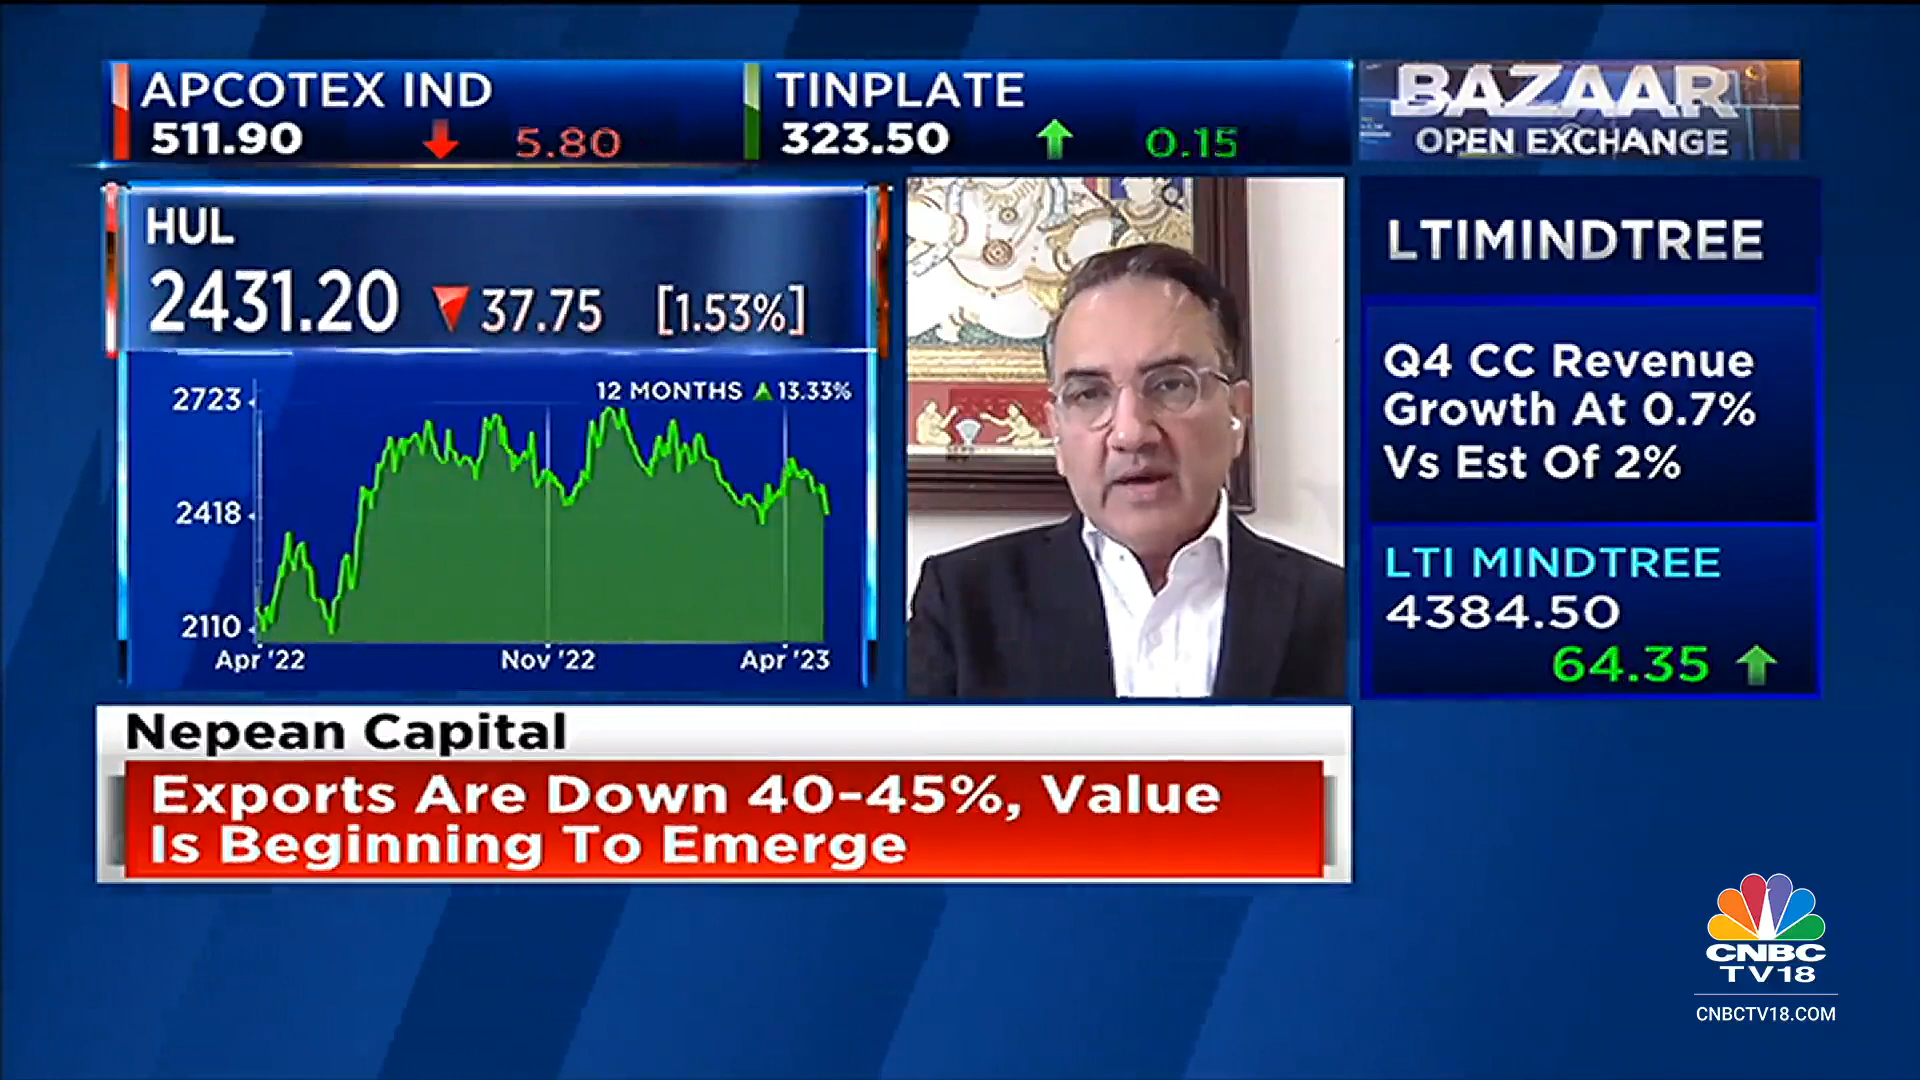 APCOTEX IND
511.90 5.80
TINPLATE
323.50 0.15
BAZAAR
OPEN EXCHANGE
HUL
2431.20 37.75 [1.53%]
12 MONTHS 13.33%
2723
2418
2110
Apr '22 Nov '22 Apr '23
LTIMINDTREE
Q4 CC Revenue
Growth At 0.7%
Vs Est Of 2%
LTI MINDTREE
4384.50
64.35
Nepean Capital
Exports Are Down 40-45%, Value
Is Beginning To Emerge
CNBC
TV18
CNBCTV18.COM